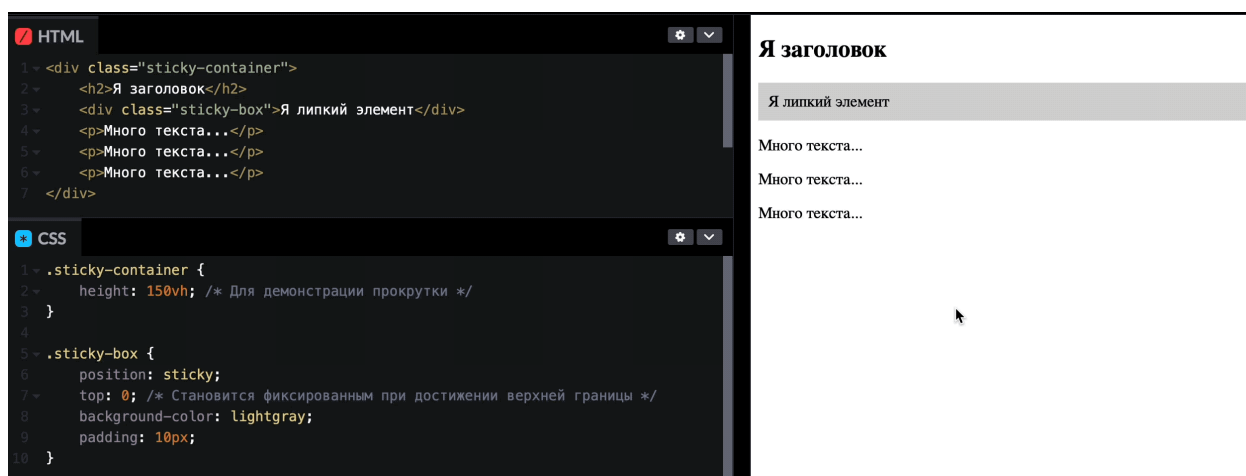 HTML
1 <div class="sticky-container">
2 <h2>Я заголовок</h2>
3 <div class="sticky-box">Я липкий элемент</div>
4 <p>Много текста...</p>
5 <p>Много текста...</p>
6 <p>Много текста...</p>
7 </div>
CSS
1 .sticky-container {
2 height: 150vh; /* Для демонстрации прокрутки */
3 }
4
5 .sticky-box {
6 position: sticky;
7 top: 0; /* Становится фиксированным при достижении верхней границы */
8 background-color: lightgray;
9 padding: 10px;
10 }
Я заголовок
Я липкий элемент
Много текста...
Много текста...
Много текста...